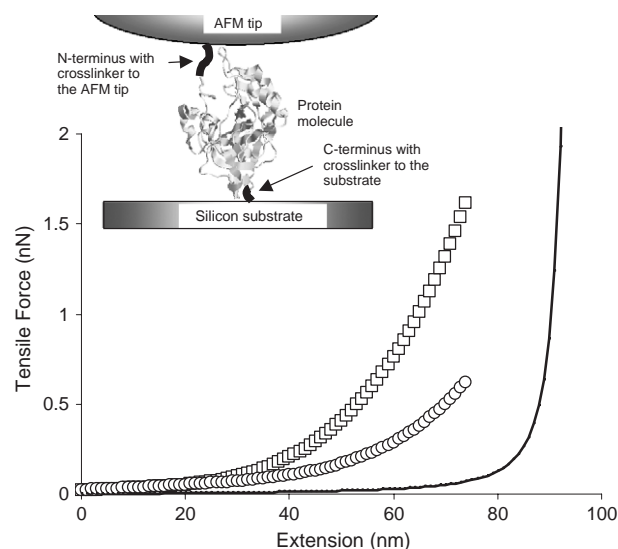 AFM tip
N-terminus with
crosslinker to
the AFM tip
Protein
molecule
C-terminus with
crosslinker to the
substrate
Silicon substrate
Tensile Force (nN)
2
1.5
1
0.5
0
0
20
40
60
80
100
Extension (nm)